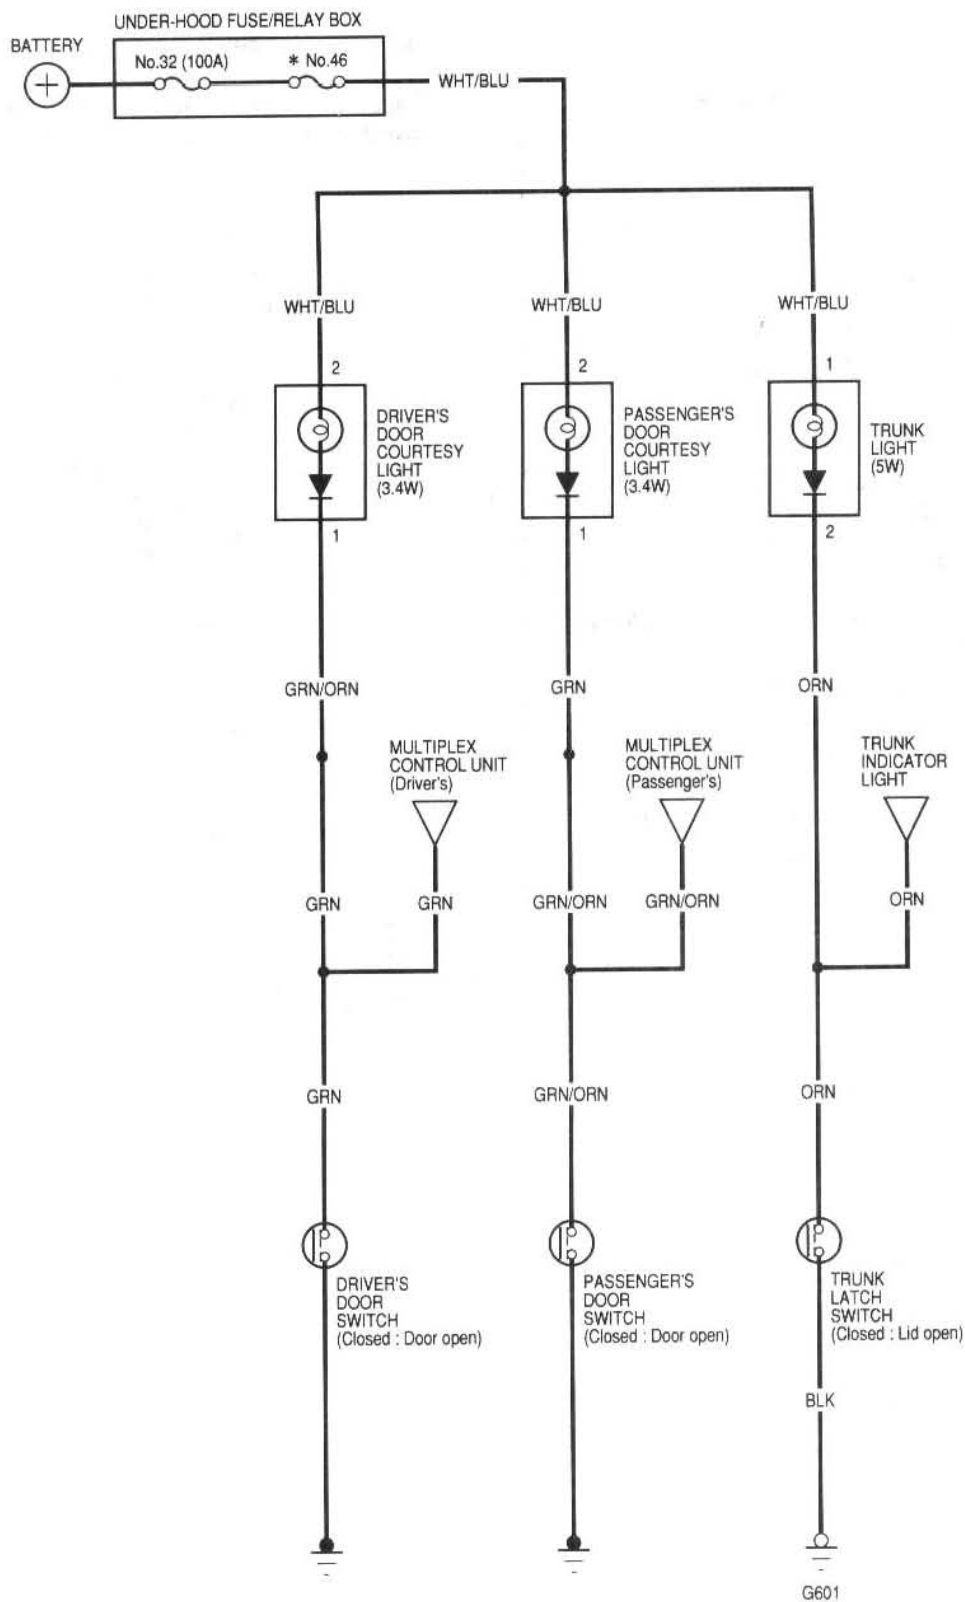 UNDER-HOOD FUSE/RELAY BOX
BATTERY
No.32 (100A)
* No.46
+
WHT/BLU
WHT/BLU
WHT/BLU
WHT/BLU
2
2
1
DRIVER'S
DOOR
COURTESY
LIGHT
(3.4W)
PASSENGER'S
DOOR
COURTESY
LIGHT
(3.4W)
TRUNK
LIGHT
(5W)
1
1
2
GRN/ORN
GRN
ORN
MULTIPLEX
CONTROL UNIT
(Driver's)
MULTIPLEX
CONTROL UNIT
(Passenger's)
TRUNK
INDICATOR
LIGHT
GRN
GRN
GRN/ORN
GRN/ORN
ORN
GRN
GRN/ORN
ORN
DRIVER'S
DOOR
SWITCH
(Closed : Door open)
PASSENGER'S
DOOR
SWITCH
(Closed : Door open)
TRUNK
LATCH
SWITCH
(Closed : Lid open)
BLK
G601